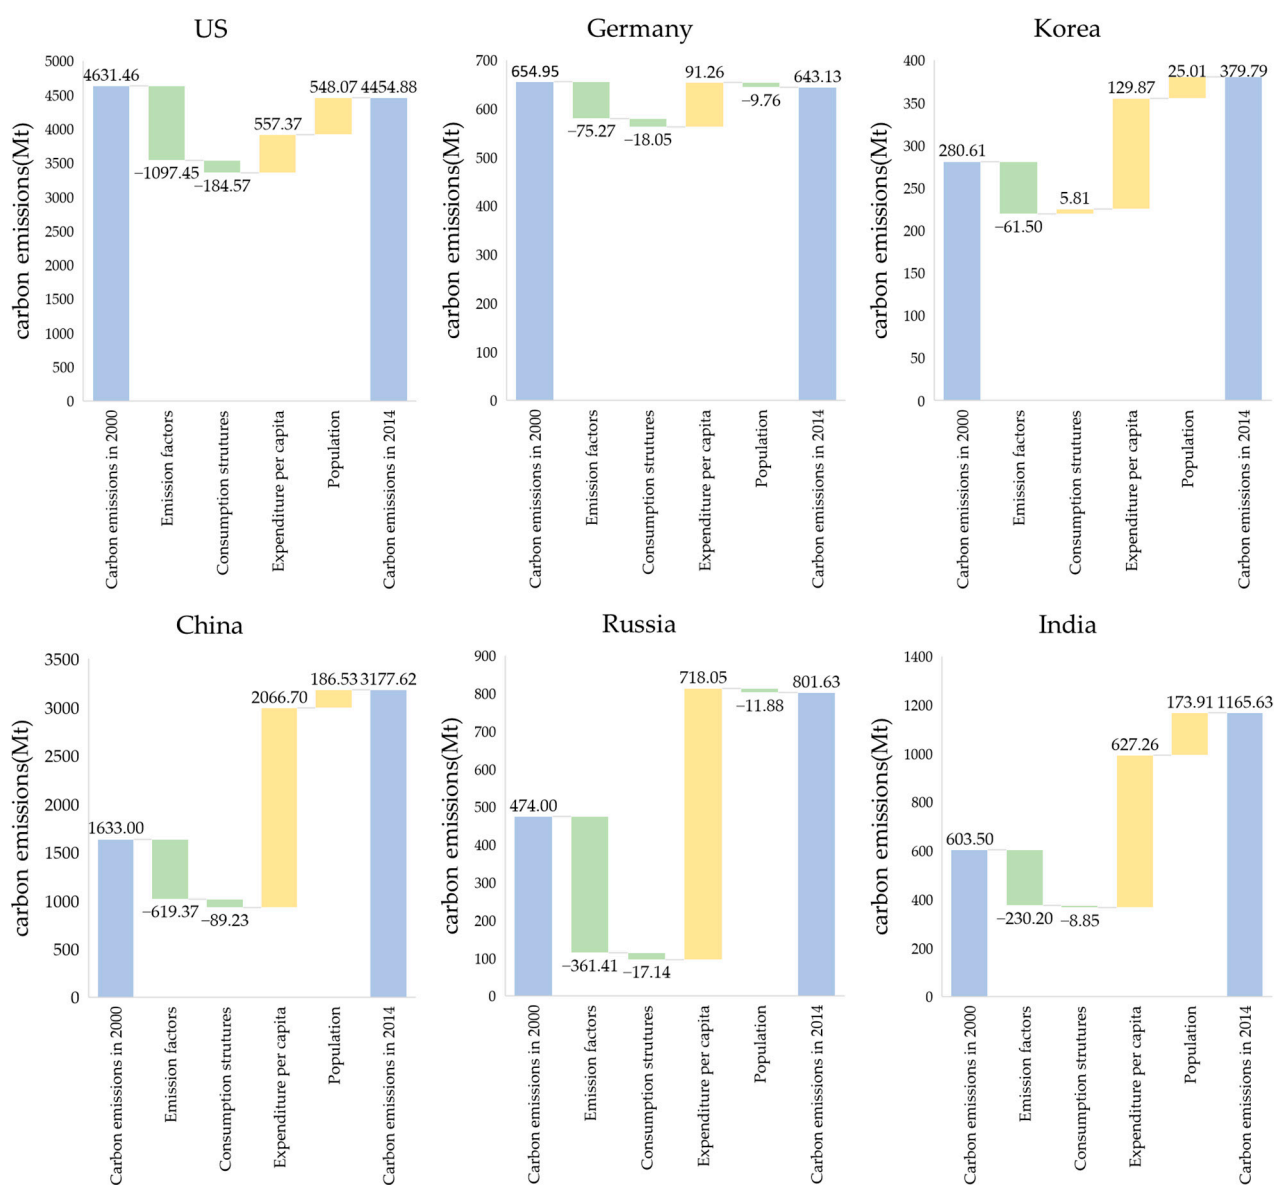 US
carbon emissions(Mt)
5000
4500
4000
3500
3000
2500
2000
1500
1000
500
0
4631.46
−1097.45
−184.57
557.37
548.07
4454.88
Carbon emissions in 2000
Emission factors
Consumption strutures
Expenditure per capita
Population
Carbon emissions in 2014
Germany
carbon emissions(Mt)
700
600
500
400
300
200
100
0
654.95
−75.27
−18.05
91.26
−9.76
643.13
Carbon emissions in 2000
Emission factors
Consumption strutures
Expenditure per capita
Population
Carbon emissions in 2014
Korea
carbon emissions(Mt)
400
350
300
250
200
150
100
50
0
280.61
−61.50
5.81
129.87
25.01
379.79
Carbon emissions in 2000
Emission factors
Consumption strutures
Expenditure per capita
Population
Carbon emissions in 2014
China
carbon emissions(Mt)
3500
3000
2500
2000
1500
1000
500
0
1633.00
−619.37
−89.23
2066.70
186.53
3177.62
Carbon emissions in 2000
Emission factors
Consumption strutures
Expenditure per capita
Population
Carbon emissions in 2014
Russia
carbon emissions(Mt)
900
800
700
600
500
400
300
200
100
0
474.00
−361.41
−17.14
718.05
−11.88
801.63
Carbon emissions in 2000
Emission factors
Consumption strutures
Expenditure per capita
Population
Carbon emissions in 2014
India
carbon emissions(Mt)
1400
1200
1000
800
600
400
200
0
603.50
−230.20
−8.85
627.26
173.91
1165.63
Carbon emissions in 2000
Emission factors
Consumption strutures
Expenditure per capita
Population
Carbon emissions in 2014